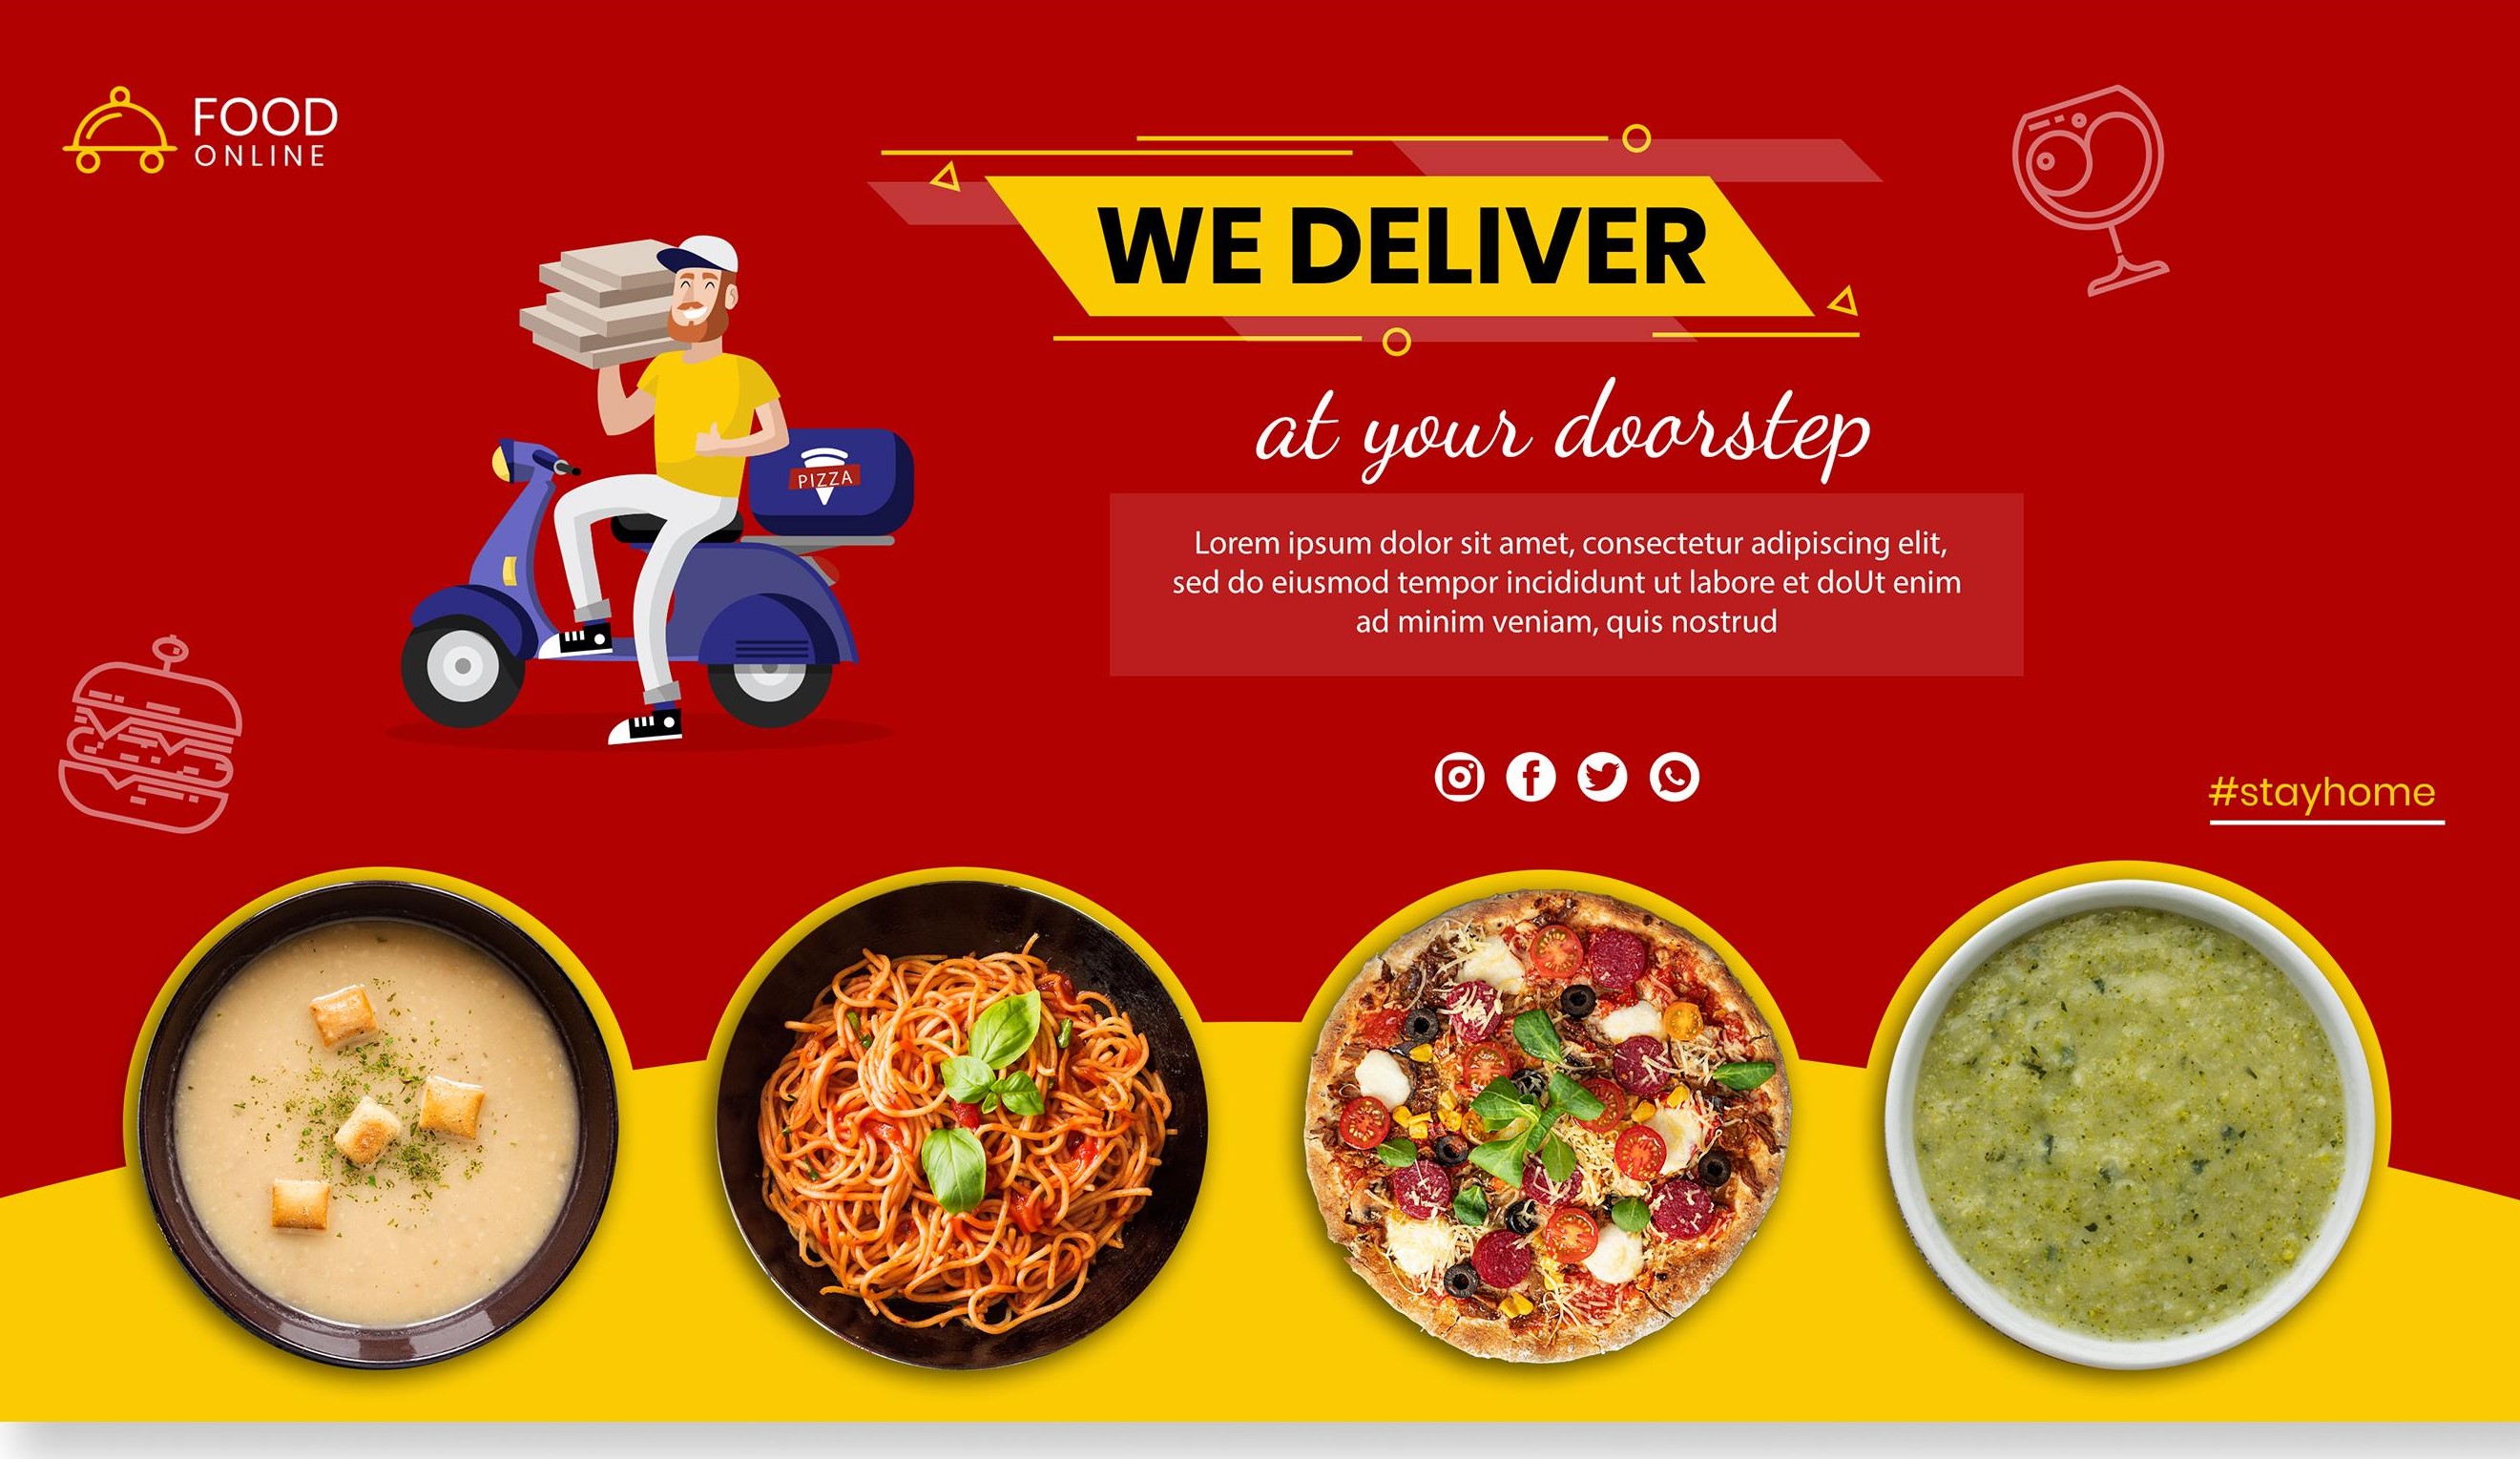 FOOD
ONLINE
WE DELIVER
at your doorstep
PIZZA
Lorem ipsum dolor sit amet, consectetur adipiscing elit,
sed do eiusmod tempor incididunt ut labore et doUt enim
ad minim veniam, quis nostrud
#stayhome